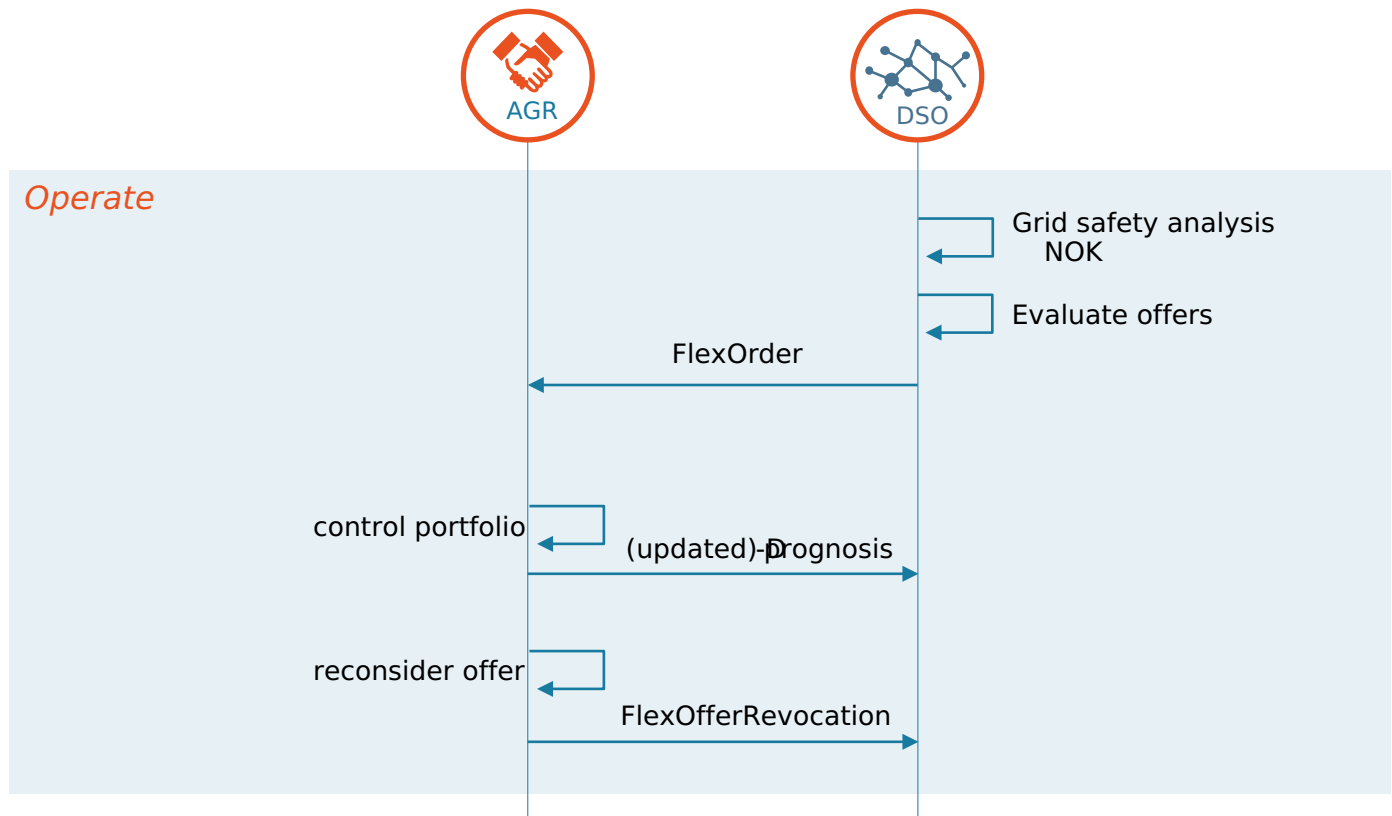 AGR
DSO
Operate
Grid safety analysis
NOK
Evaluate offers
FlexOrder
control portfolio
(updated) D-prognosis
reconsider offer
FlexOfferRevocation